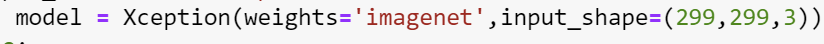 model = Xception(weights='imagenet',input_shape=(299,299,3))